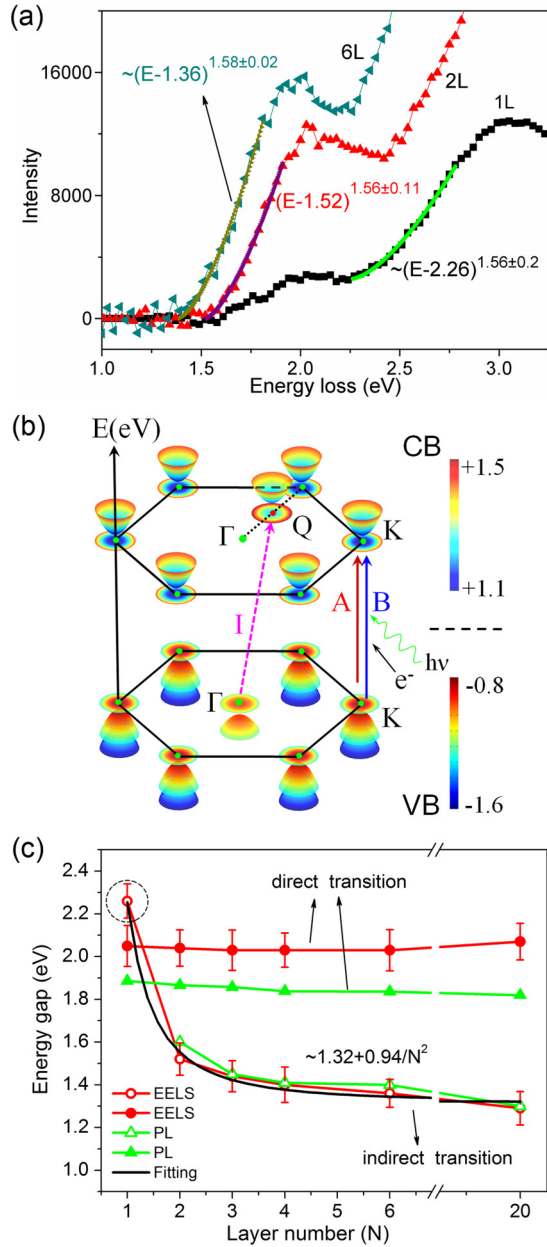 (a)
16000
8000
0
Intensity
6L
2L
1L
~(E-1.36)^1.58±0.02
(E-1.52)^1.56±0.11
~(E-2.26)^1.56±0.2
1.0 1.5 2.0 2.5 3.0
Energy loss (eV)
(b)
E(eV)
CB
+1.5
+1.1
Γ
Q
K
A
B
I
hν
e-
Γ
K
-0.8
-1.6
VB
(c)
2.4
2.2
2.0
1.8
1.6
1.4
1.2
1.0
Energy gap (eV)
direct transition
~1.32+0.94/N²
EELS
EELS
PL
PL
Fitting
indirect transition
1 2 3 4 5 6 20
Layer number (N)